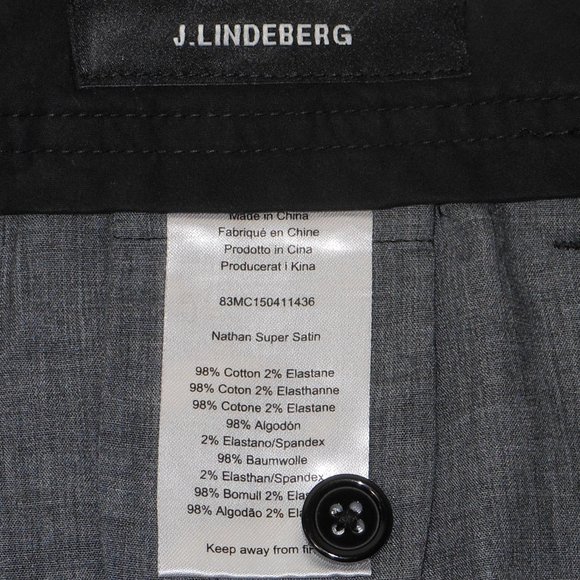 J.LINDEBERG
Made in China
Fabriqué en Chine
Prodotto in Cina
Producerat i Kina
83MC150411436
Nathan Super Satin
98% Cotton 2% Elastane
98% Coton 2% Elasthanne
98% Cotone 2% Elastane
98% Algodón
2% Elastano/Spandex
98% Baumwolle
2% Elasthan/Spandex
98% Bomull 2%
98% Algodão 2%
Keep away from